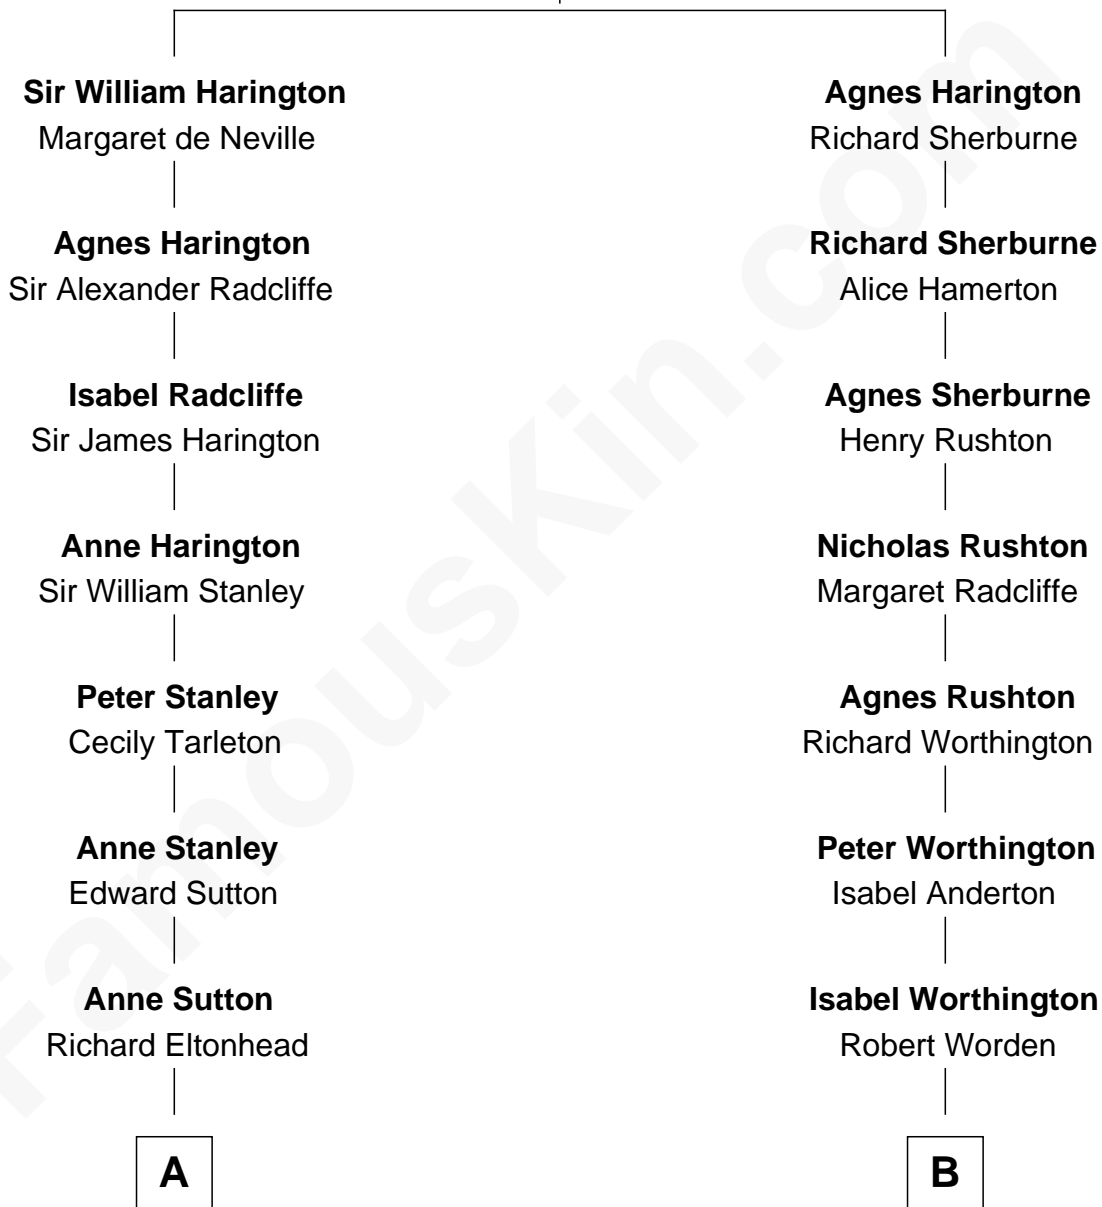 Sir William Harington
Margaret de Neville
Agnes Harington
Sir Alexander Radcliffe
Isabel Radcliffe
Sir James Harington
Anne Harington
Sir William Stanley
Peter Stanley
Cecily Tarleton
Anne Stanley
Edward Sutton
Anne Sutton
Richard Eltonhead
A
Agnes Harington
Richard Sherburne
Richard Sherburne
Alice Hamerton
Agnes Sherburne
Henry Rushton
Nicholas Rushton
Margaret Radcliffe
Agnes Rushton
Richard Worthington
Peter Worthington
Isabel Anderton
Isabel Worthington
Robert Worden
B
FamousKin.com